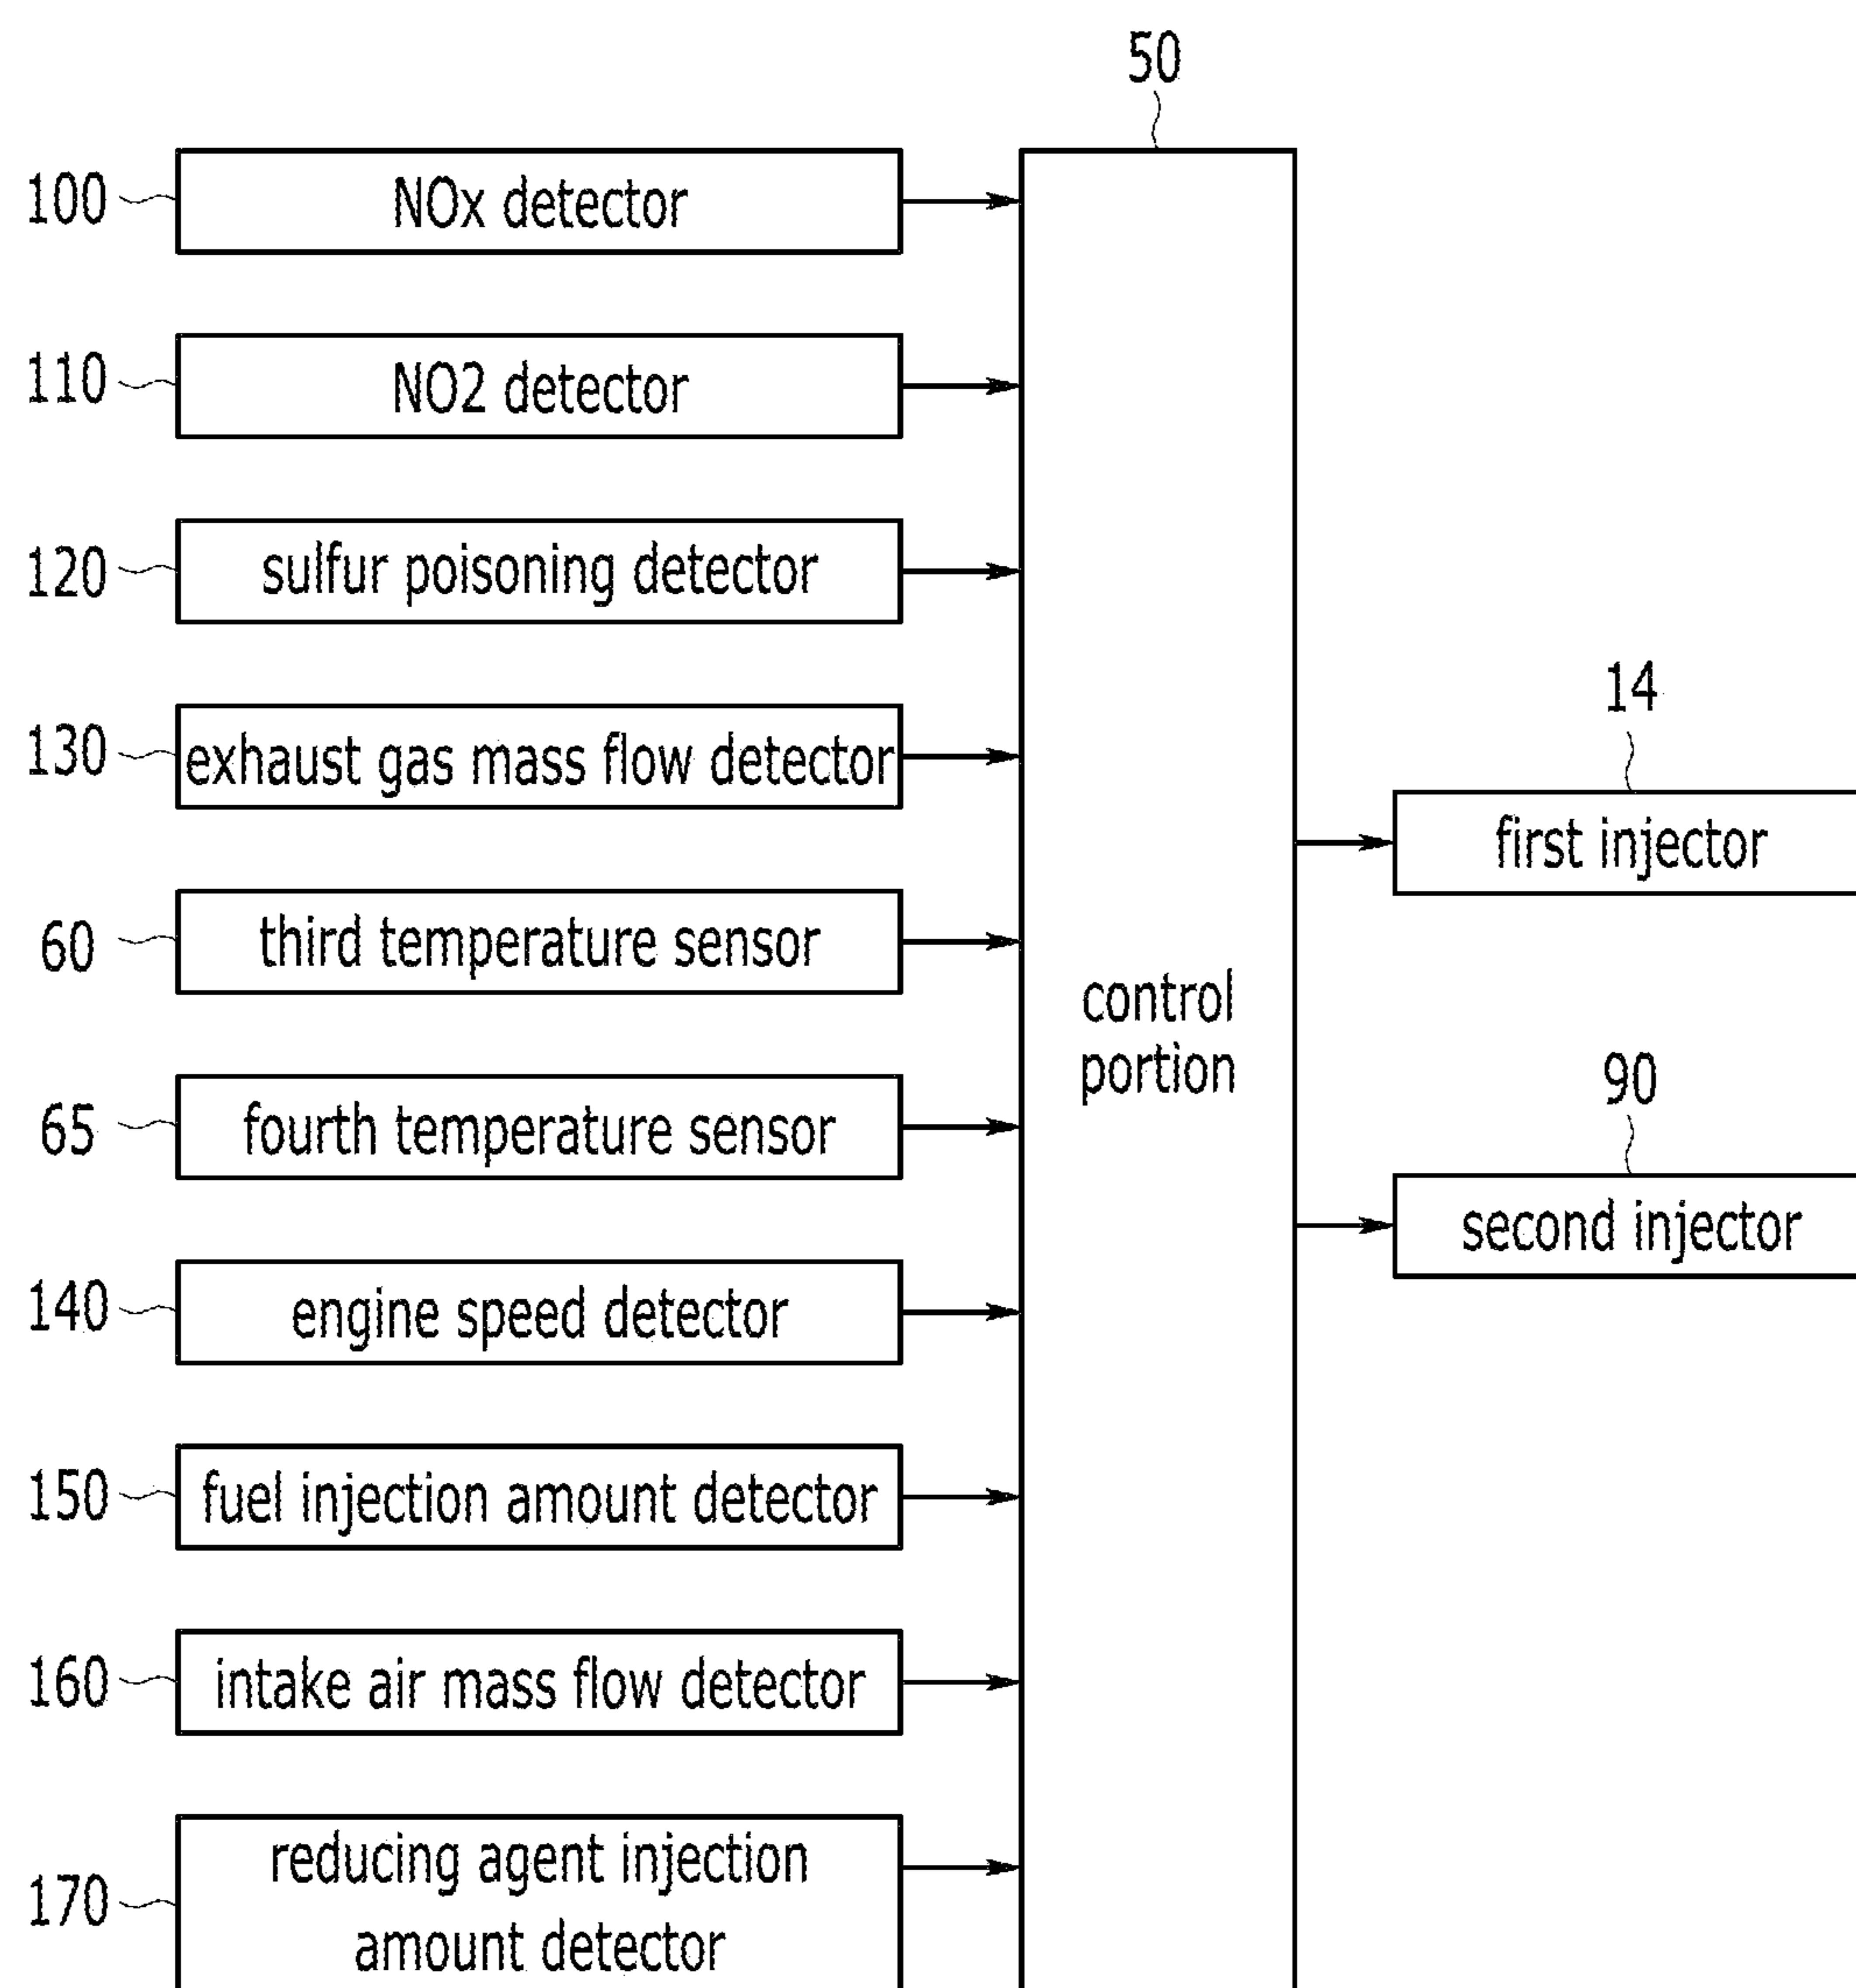 50
100 NOx detector
110 NO2 detector
120 sulfur poisoning detector
14
130 exhaust gas mass flow detector
first injector
60 third temperature sensor
control
portion
90
65 fourth temperature sensor
second injector
140 engine speed detector
150 fuel injection amount detector
160 intake air mass flow detector
170 reducing agent injection
amount detector